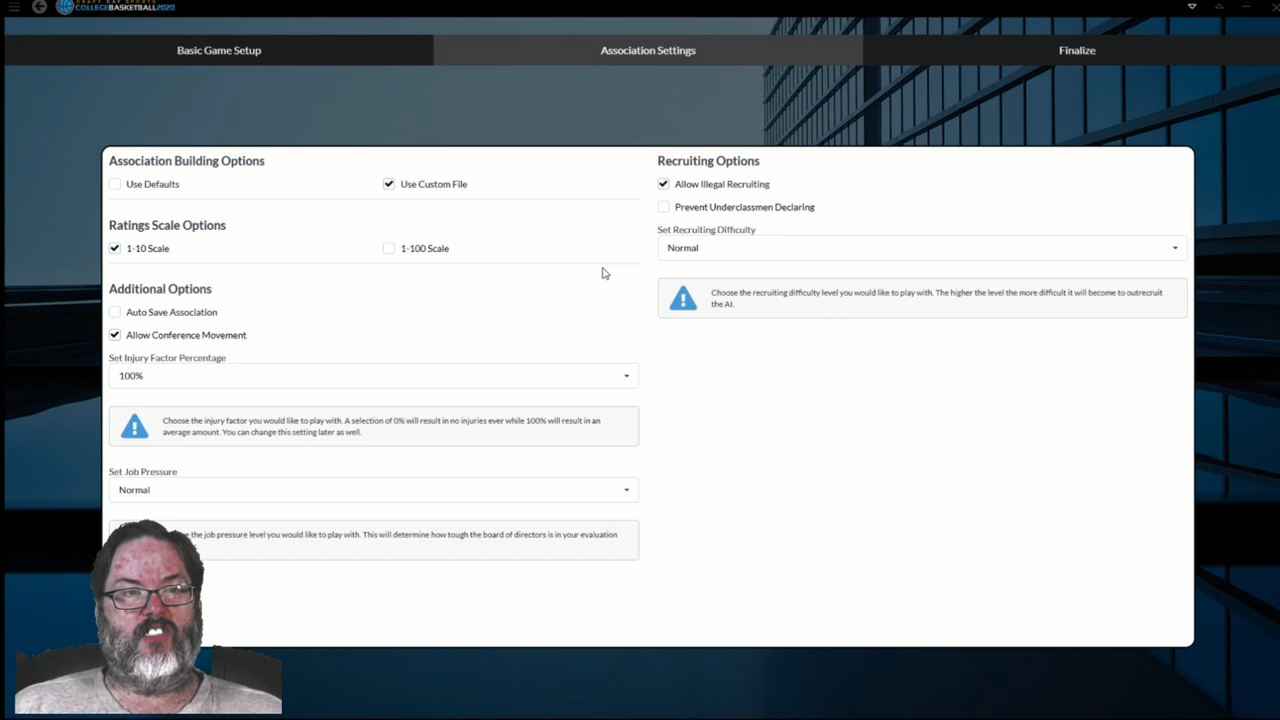 DRAFT DAY SPORTS
COLLEGE BASKETBALL 2020
Basic Game Setup
Association Settings
Finalize
Association Building Options
Use Defaults
Use Custom File
Ratings Scale Options
1-10 Scale
1-100 Scale
Additional Options
Auto Save Association
Allow Conference Movement
Set Injury Factor Percentage
100%
Choose the injury factor you would like to play with. A selection of 0% will result in no injuries ever while 100% will result in an
average amount. You can change this setting later as well.
Set Job Pressure
Normal
the job pressure level you would like to play with. This will determine how tough the board of directors is in your evaluation
Recruiting Options
Allow Illegal Recruiting
Prevent Underclassmen Declaring
Set Recruiting Difficulty
Normal
Choose the recruiting difficulty level you would like to play with. The higher the level the more difficult it will become to outrecruit
the AI.